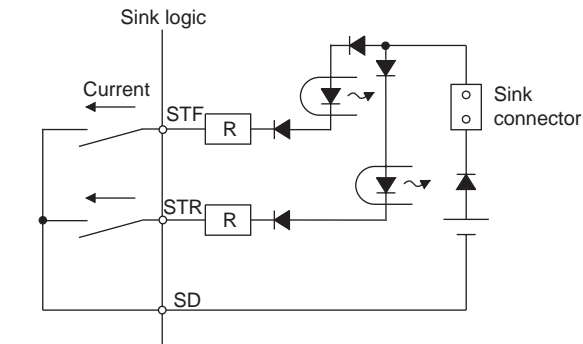 Sink logic
Current
STF
R
Sink
connector
STR
R
SD